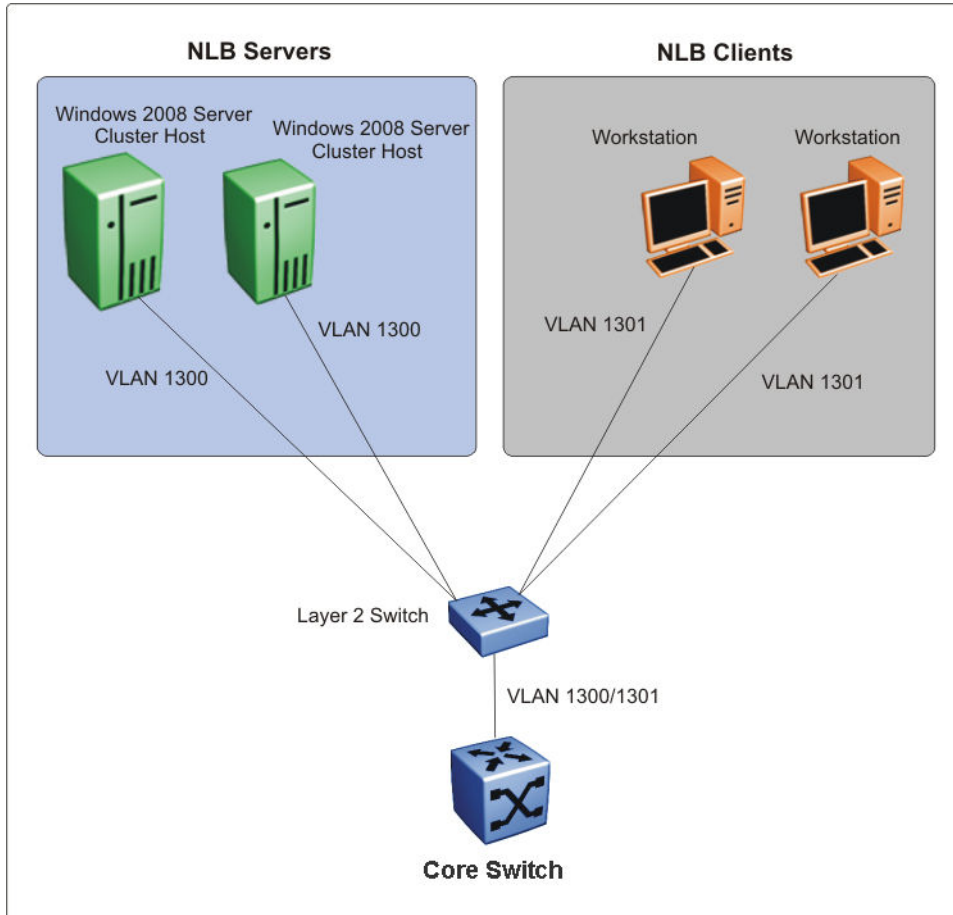 NLB Servers
NLB Clients
Windows 2008 Server
Cluster Host
Windows 2008 Server
Cluster Host
Workstation
Workstation
VLAN 1300
VLAN 1300
VLAN 1301
VLAN 1301
Layer 2 Switch
VLAN 1300/1301
Core Switch